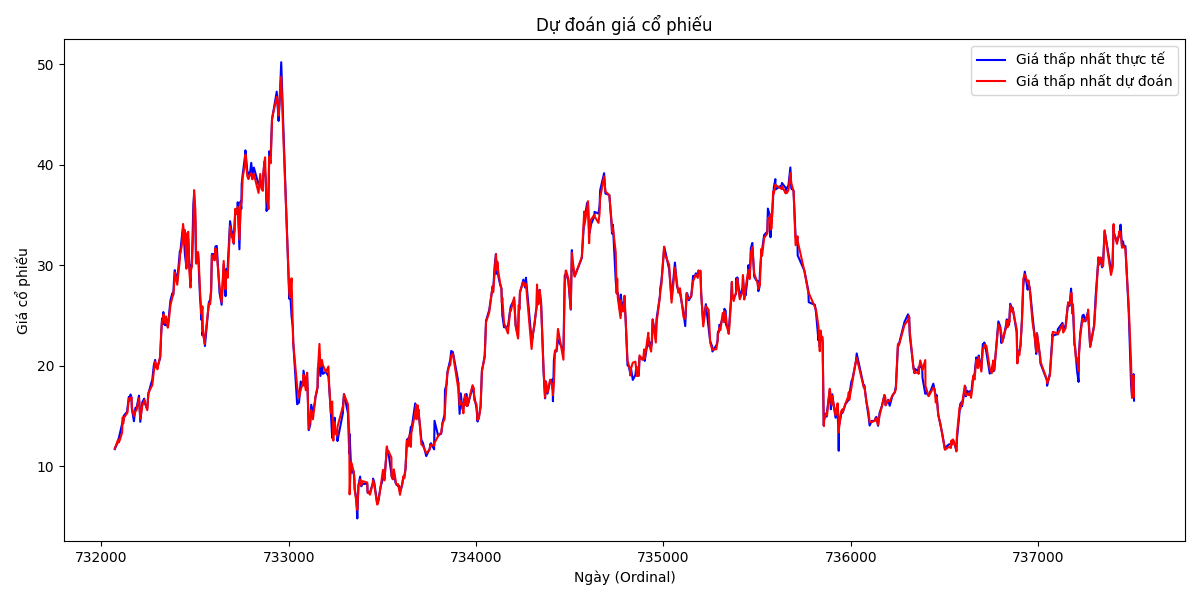 Dự đoán giá cổ phiếu
Giá thấp nhất thực tế
Giá thấp nhất dự đoán
Giá cổ phiếu
50
40
30
20
10
732000 733000 734000 735000 736000 737000
Ngày (Ordinal)